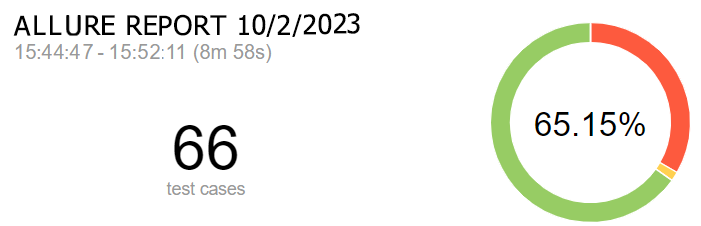 ALLURE REPORT 10/2/2023
15:44:47 - 15:52:11 (8m 58s)
65.15%
66
test cases